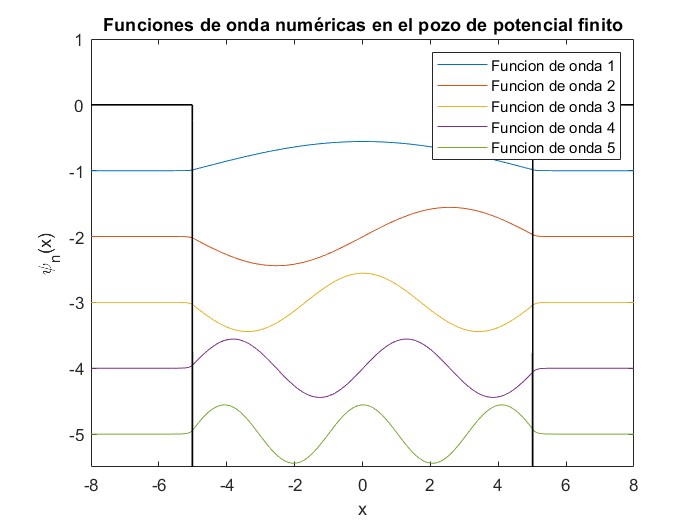 Funciones de onda numéricas en el pozo de potencial finito
1
0
-1
-2
-3
-4
-5
ψn(x)
Funcion de onda 1
Funcion de onda 2
Funcion de onda 3
Funcion de onda 4
Funcion de onda 5
-8 -6 -4 -2 0 2 4 6 8
x